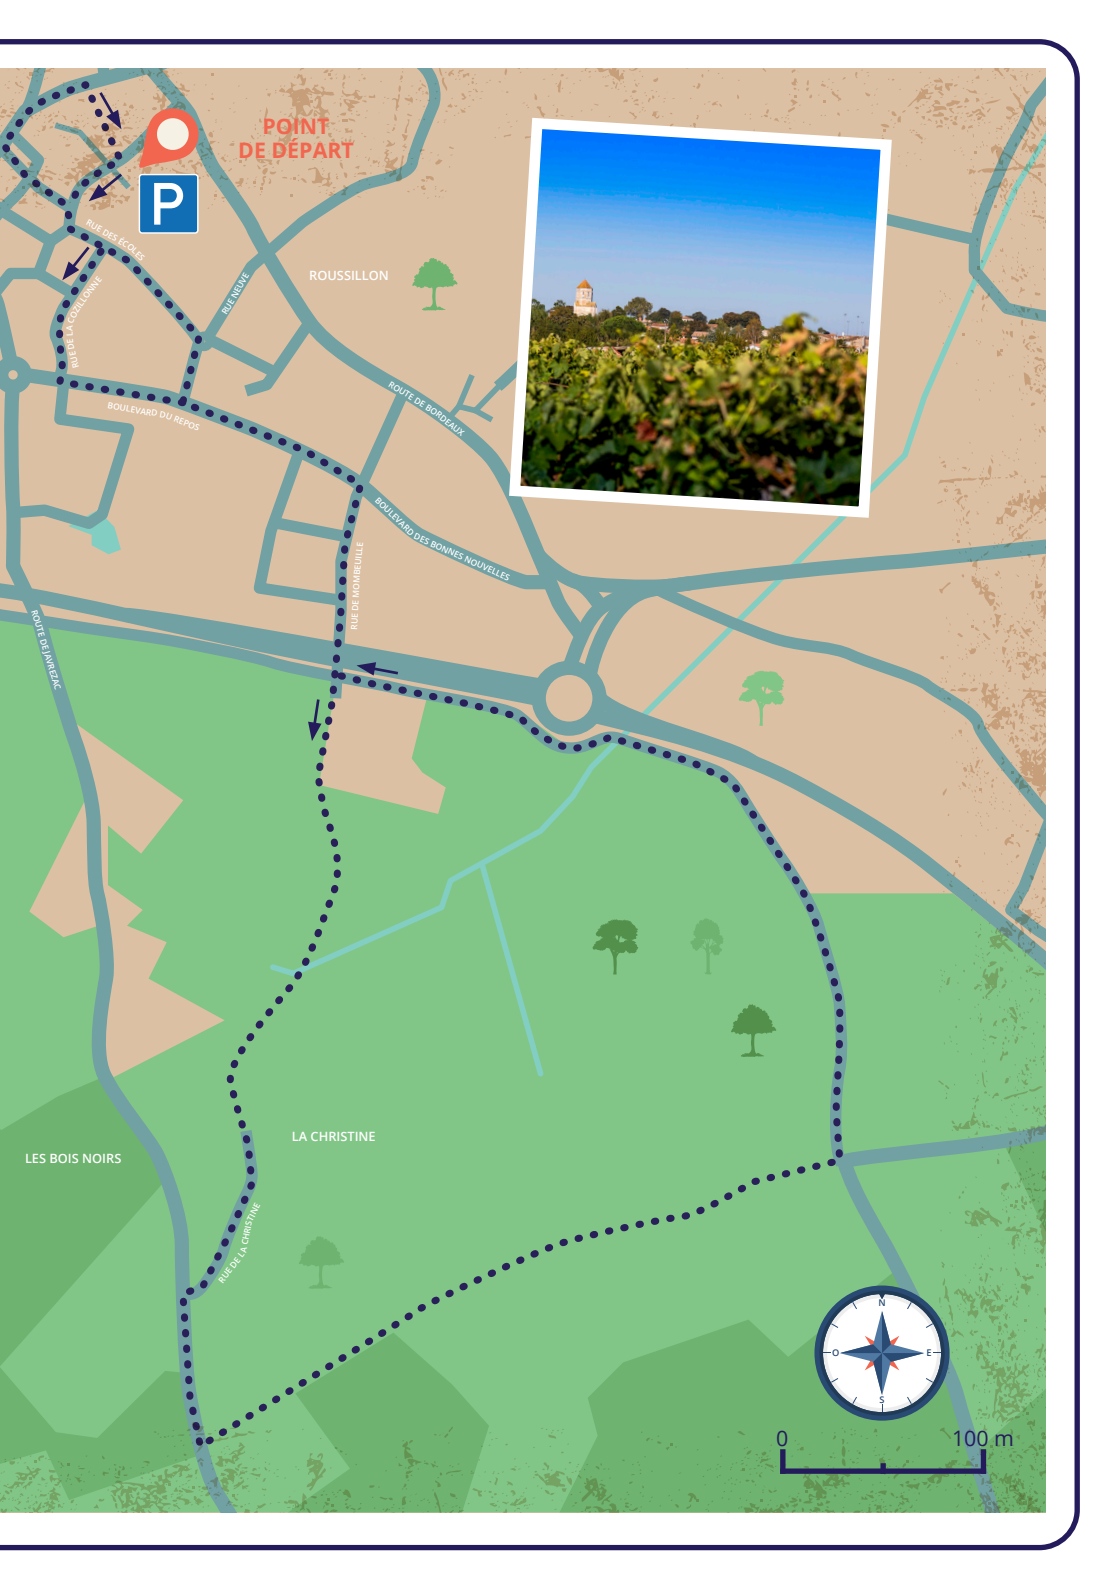 POINT
DE DÉPART
P
RUE DES ÉCOLES
ROUSSILLON
RUE NEUVE
RUE DE LA COZILLONNE
BOULEVARD DU REPOS
ROUTE DE BORDEAUX
BOULEVARD DES BONNES NOUVELLES
RUE DE MOMBEUILLE
ROUTE DE JAVREZAC
LA CHRISTINE
LES BOIS NOIRS
RUE DE LA CHRISTINE
N
O
E
S
0
100 m